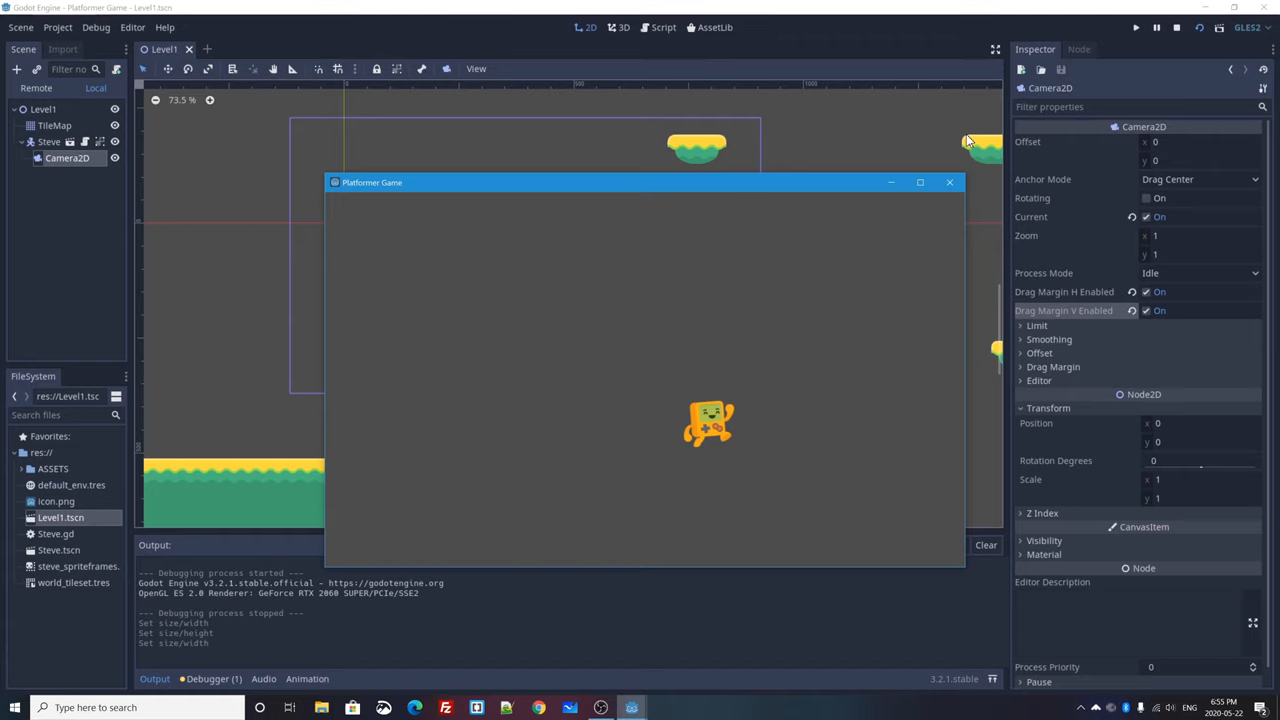 Godot Engine - Platformer Game - Level1.tscn
Scene Project Debug Editor Help
2D 3D Script AssetLib
GLES2
Scene Import
Level1
Inspector Node
Filter no
View
Remote Local
Camera2D
Filter properties
Level1
TileMap
Steve
Camera2D
73.5 %
0 500 1000
Camera2D
Offset x 0
y 0
Anchor Mode Drag Center
Rotating On
Current On
Zoom x 1
y 1
Process Mode Idle
Drag Margin H Enabled On
Drag Margin V Enabled On
Limit
Smoothing
Offset
Drag Margin
Editor
Node2D
Transform
Position x 0
y 0
Rotation Degrees 0
Scale x 1
y 1
Z Index
CanvasItem
Visibility
Material
Node
Editor Description
Process Priority 0
Pause
Platformer Game
FileSystem
res://Level1.tsc
Search files
Favorites:
res://
ASSETS
default_env.tres
icon.png
Level1.tscn
Steve.gd
Steve.tscn
steve_spriteframes.
world_tileset.tres
Output: Clear
--- Debugging process started ---
Godot Engine v3.2.1.stable.official - https://godotengine.org
OpenGL ES 2.0 Renderer: GeForce RTX 2060 SUPER/PCIe/SSE2
--- Debugging process stopped ---
Set size/width
Set size/height
Set size/width
Output Debugger (1) Audio Animation 3.2.1.stable
Type here to search
ENG
6:55 PM
2020-05-22
2